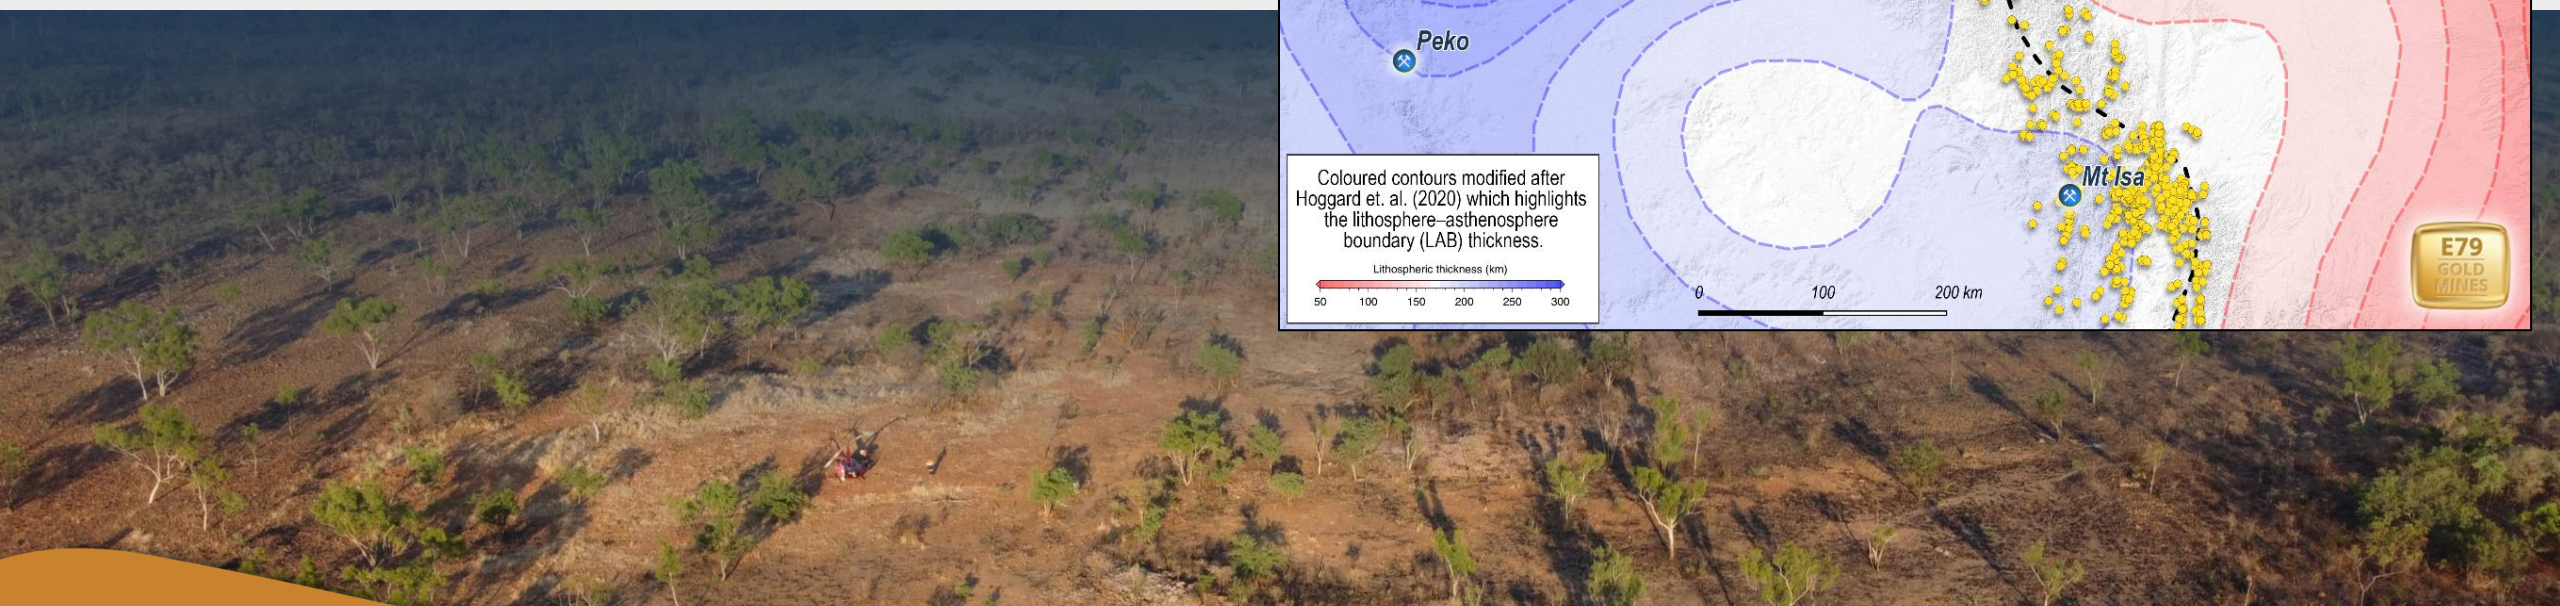 Peko
Mt Isa
Coloured contours modified after
Hoggard et. al. (2020) which highlights
the lithosphere–asthenosphere
boundary (LAB) thickness.
Lithospheric thickness (km)
50 100 150 200 250 300
0 100 200 km
E79
GOLD
MINES